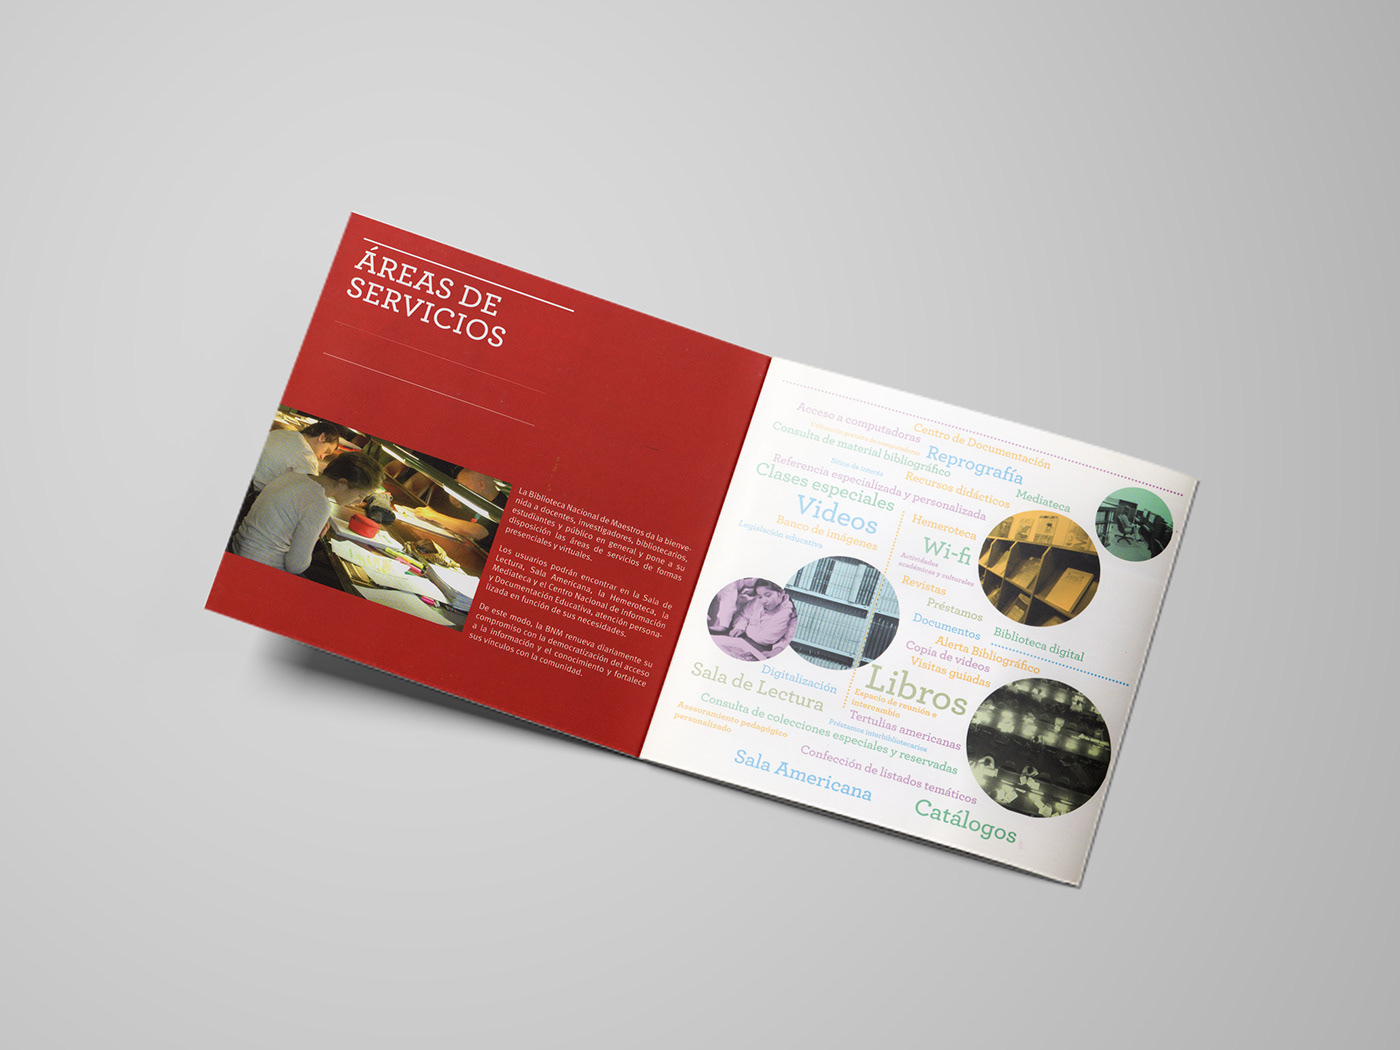 ÁREAS DE
SERVICIOS
La Biblioteca Nacional de Maestros da la bienve-
nida a docentes, investigadores, bibliotecarios,
estudiantes y público en general y pone a su
disposición las áreas de servicios de formas
presenciales y virtuales.
Los usuarios podrán encontrar en la Sala de
Lectura, Sala Americana, la Hemeroteca, la
Mediateca y el Centro Nacional de Información
y Documentación Educativa, atención persona-
lizada en función de sus necesidades.
De este modo, la BNM renueva diariamente su
compromiso con la democratización del acceso
a la información y el conocimiento y fortalece
sus vínculos con la comunidad.
Acceso a computadoras
Centro de Documentación
Consulta de material bibliográfico
Reprografía
Sitios de interés
Referencia especializada y personalizada
Recursos didácticos
Mediateca
Clases especiales
Videos
Hemeroteca
Banco de imágenes
Legislación educativa
Wi-fi
Actividades
académicas y culturales
Revistas
Préstamos
Documentos
Biblioteca digital
Alerta Bibliográfico
Copia de videos
Visitas guiadas
Digitalización
Libros
Sala de Lectura
Espacio de reunión e
intercambio
Tertulias americanas
Consulta de colecciones especiales y reservadas
Préstamos interbibliotecarios
Asesoramiento pedagógico
personalizado
Confección de listados temáticos
Sala Americana
Catálogos